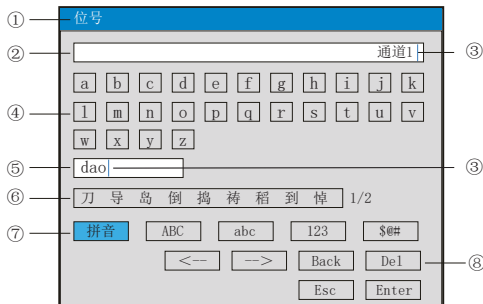 ① 位号
② 通道1 ③
a b c d e f g h i j k
④ l m n o p q r s t u v
w x y z
⑤ dao ③
⑥ 刀 导 岛 倒 捣 祷 稻 到 悼 1/2
⑦ 拼音 ABC abc 123 $@#
<-- --> Back Del ⑧
Esc Enter